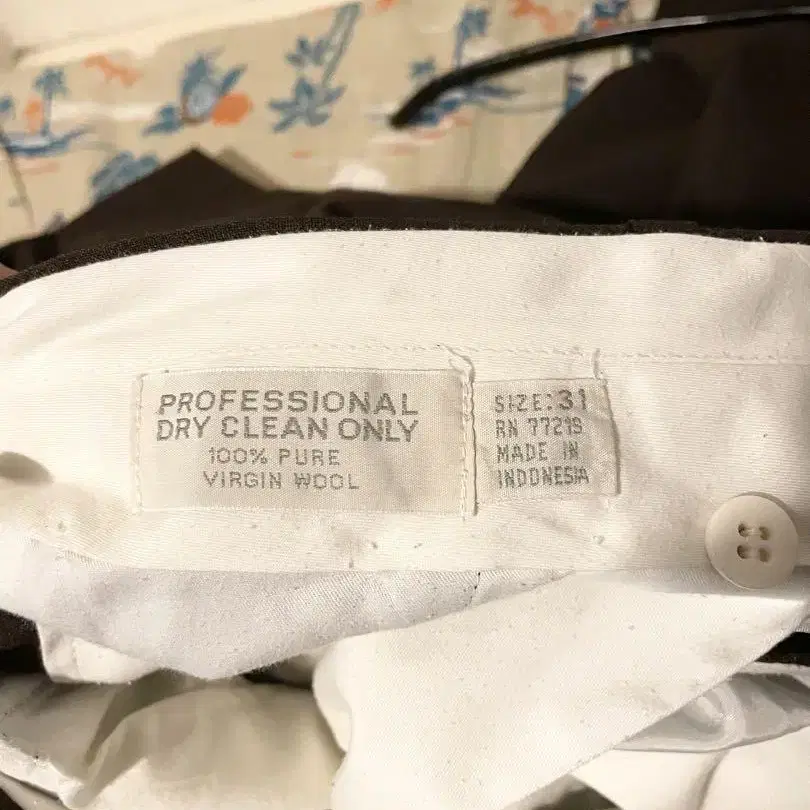 PROFESSIONAL
DRY CLEAN ONLY
100% PURE
VIRGIN WOOL
SIZE: 31
RN 77219
MADE IN
INDONESIA